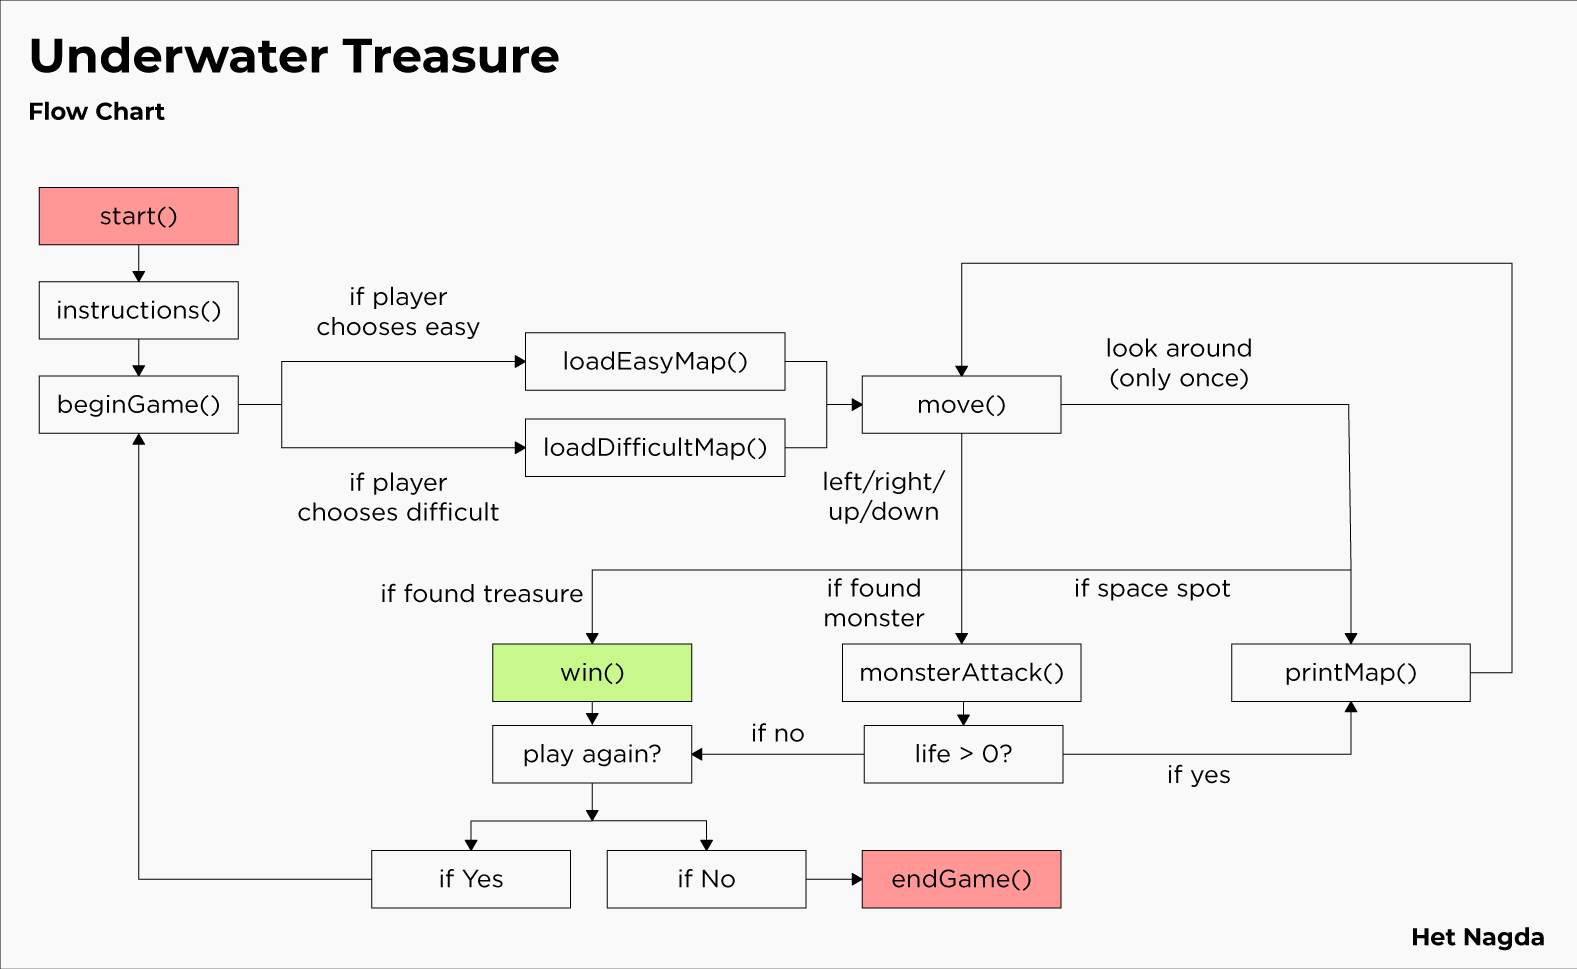 Underwater Treasure
Flow Chart
start()
instructions()
beginGame()
if player
chooses easy
if player
chooses difficult
loadEasyMap()
loadDifficultMap()
move()
look around
(only once)
left/right/
up/down
if found treasure
if found
monster
if space spot
win()
monsterAttack()
printMap()
play again?
if no
life > 0?
if yes
if Yes
if No
endGame()
Het Nagda